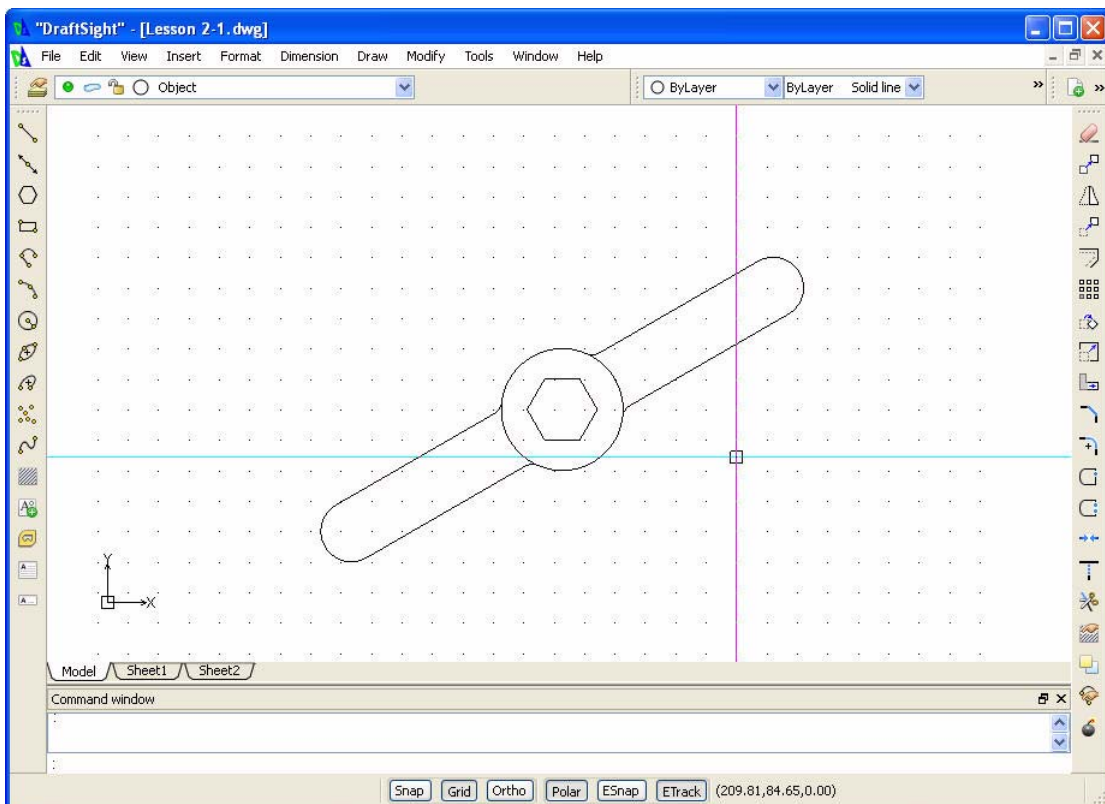 "DraftSight" - [Lesson 2-1.dwg]
File Edit View Insert Format Dimension Draw Modify Tools Window Help
Object ByLayer ByLayer Solid line
Y
X
Model Sheet1 Sheet2
Command window
:
:
Snap Grid Ortho Polar ESnap ETrack (209.81,84.65,0.00)